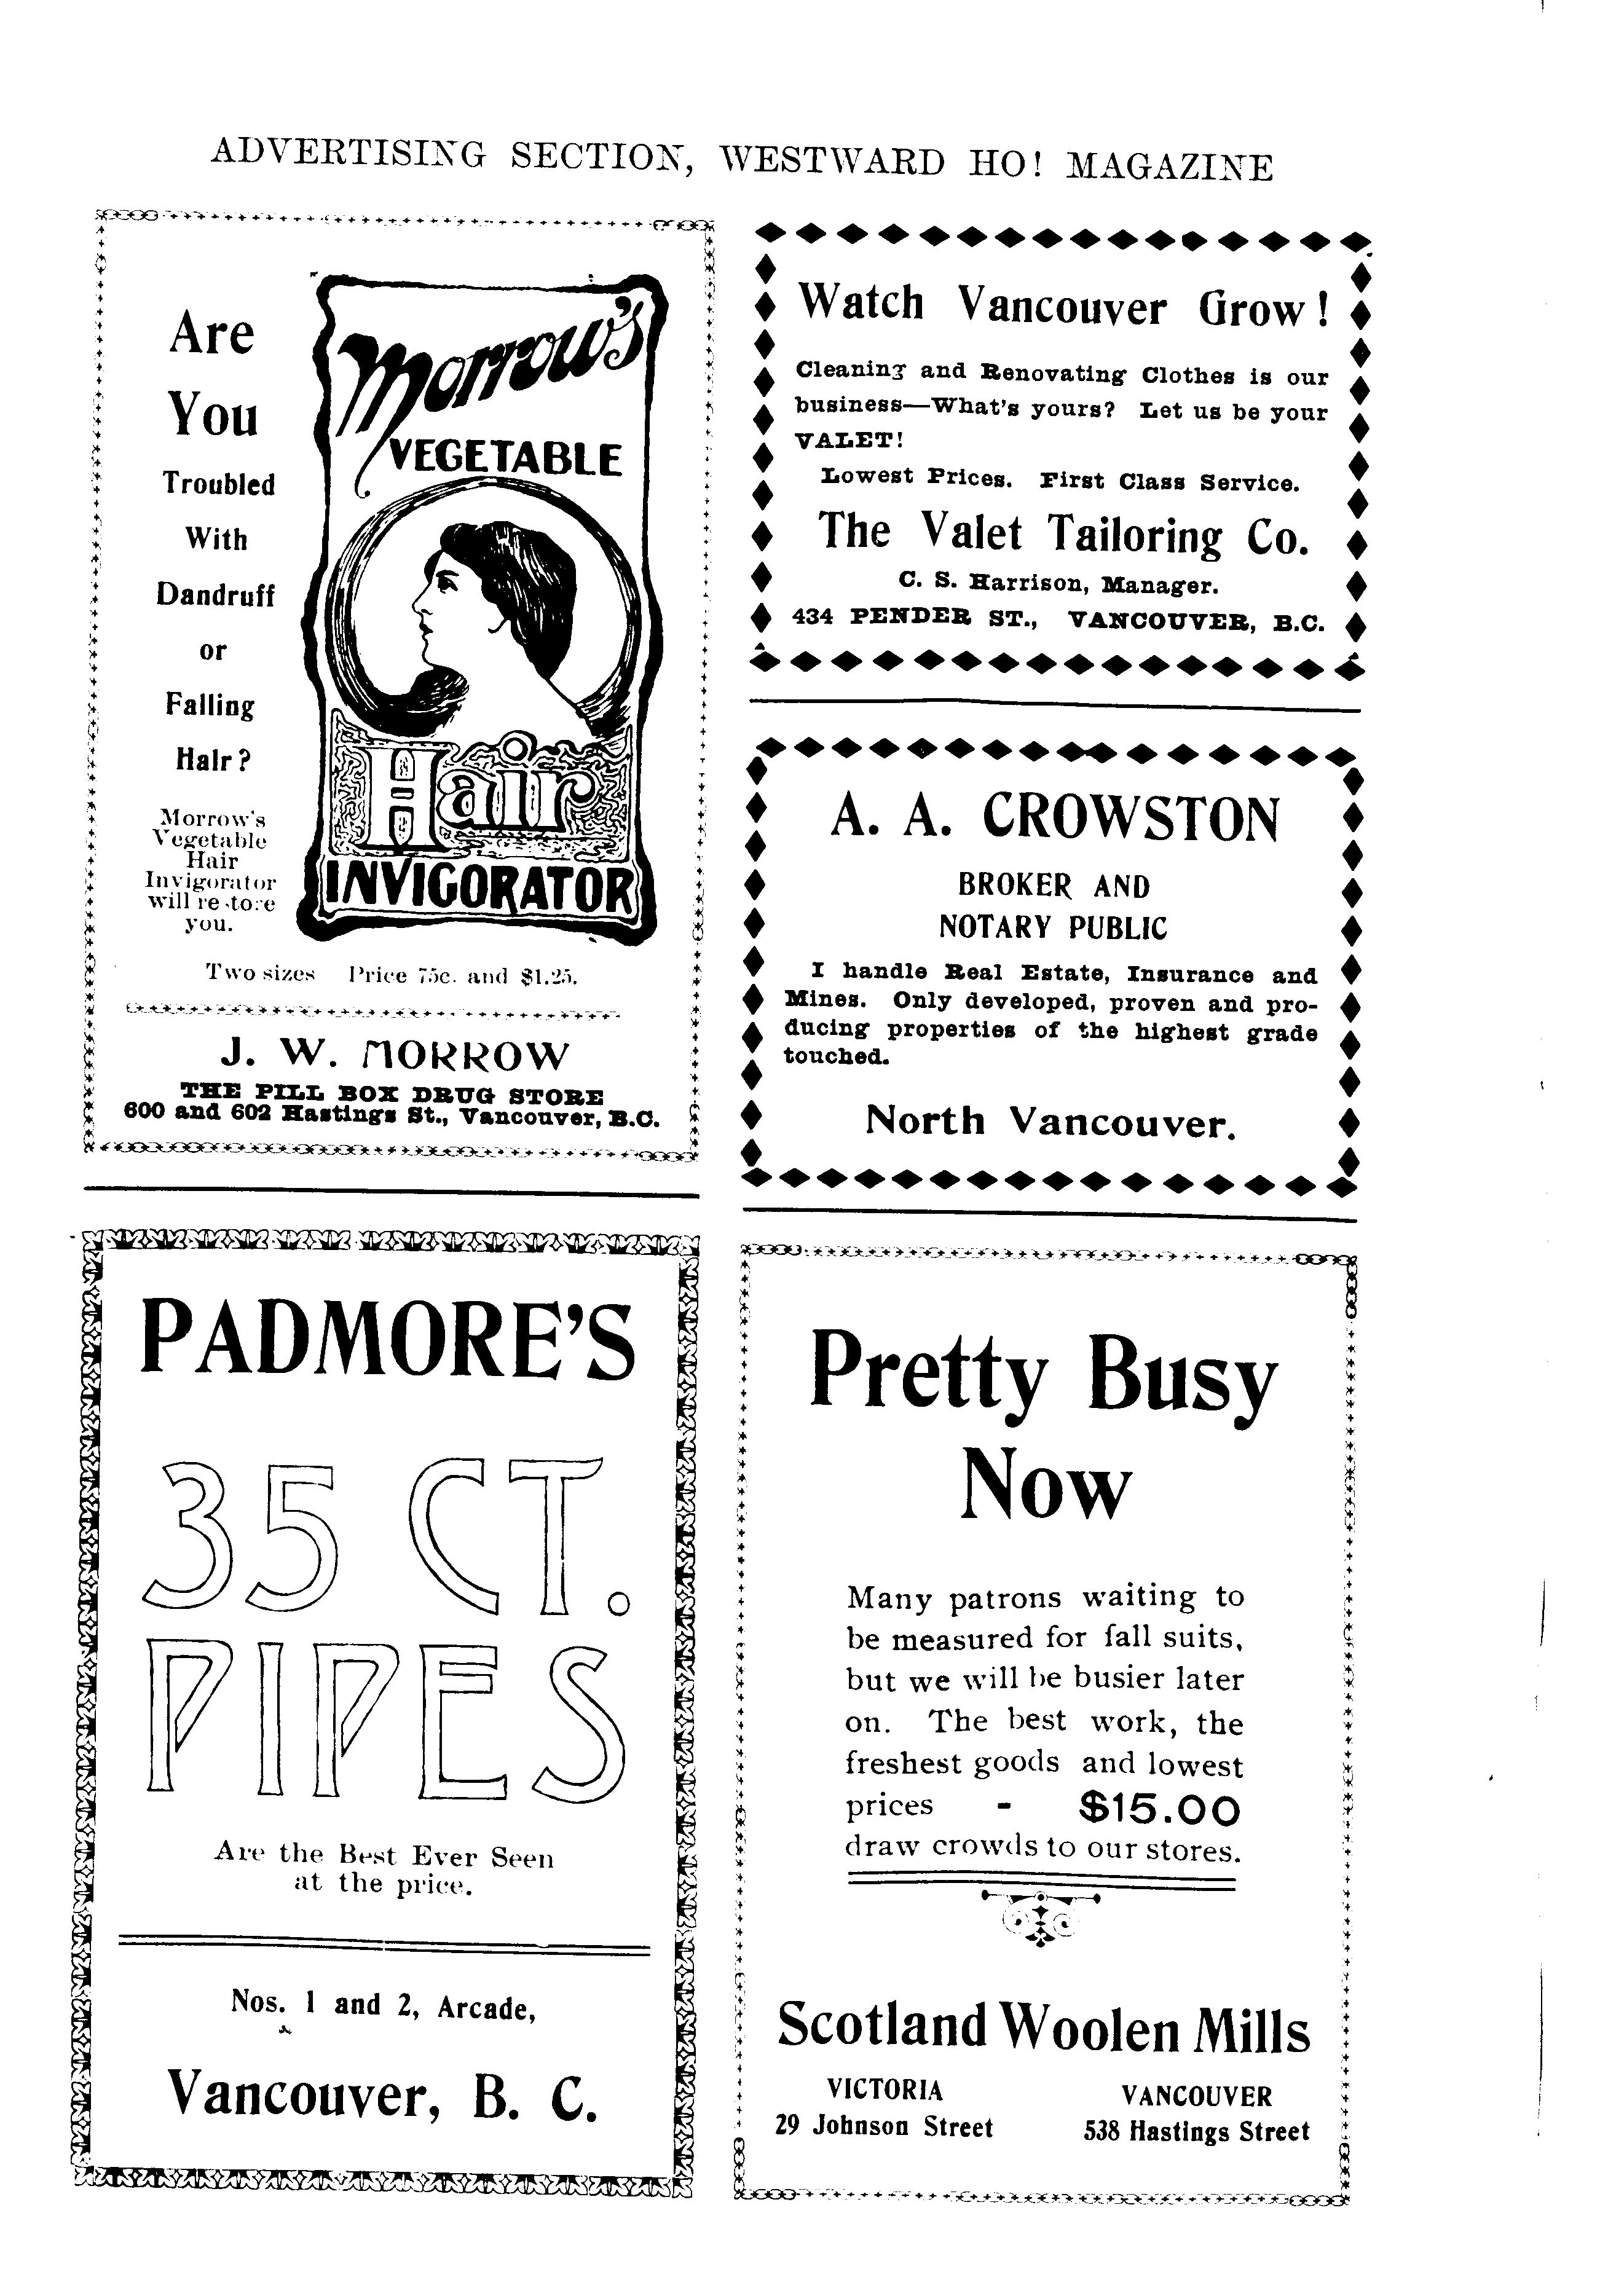 ADVERTISING SECTION, WESTWARD HO! MAGAZINE
Are
You
Troubled
With
Dandruff
or
Falling
Hair?
Morrow's
Vegetable
Hair
Invigorator
will restore
you.
Morrow's
VEGETABLE
Hair
INVIGORATOR
Two sizes Price 75c. and $1.25.
J. W. MORROW
THE PILL BOX DRUG STORE
600 and 602 Hastings St., Vancouver, B.C.
Watch Vancouver Grow!
Cleaning and Renovating Clothes is our
business—What's yours? Let us be your
VALET!
Lowest Prices. First Class Service.
The Valet Tailoring Co.
C. S. Harrison, Manager.
434 PENDER ST., VANCOUVER, B.C.
A. A. CROWSTON
BROKER AND
NOTARY PUBLIC
I handle Real Estate, Insurance and
Mines. Only developed, proven and pro-
ducing properties of the highest grade
touched.
North Vancouver.
PADMORE'S
35 CT.
PIPES
Are the Best Ever Seen
at the price.
Nos. 1 and 2, Arcade,
Vancouver, B. C.
Pretty Busy
Now
Many patrons waiting to
be measured for fall suits,
but we will be busier later
on. The best work, the
freshest goods and lowest
prices - $15.00
draw crowds to our stores.
Scotland Woolen Mills
VICTORIA
29 Johnson Street
VANCOUVER
538 Hastings Street